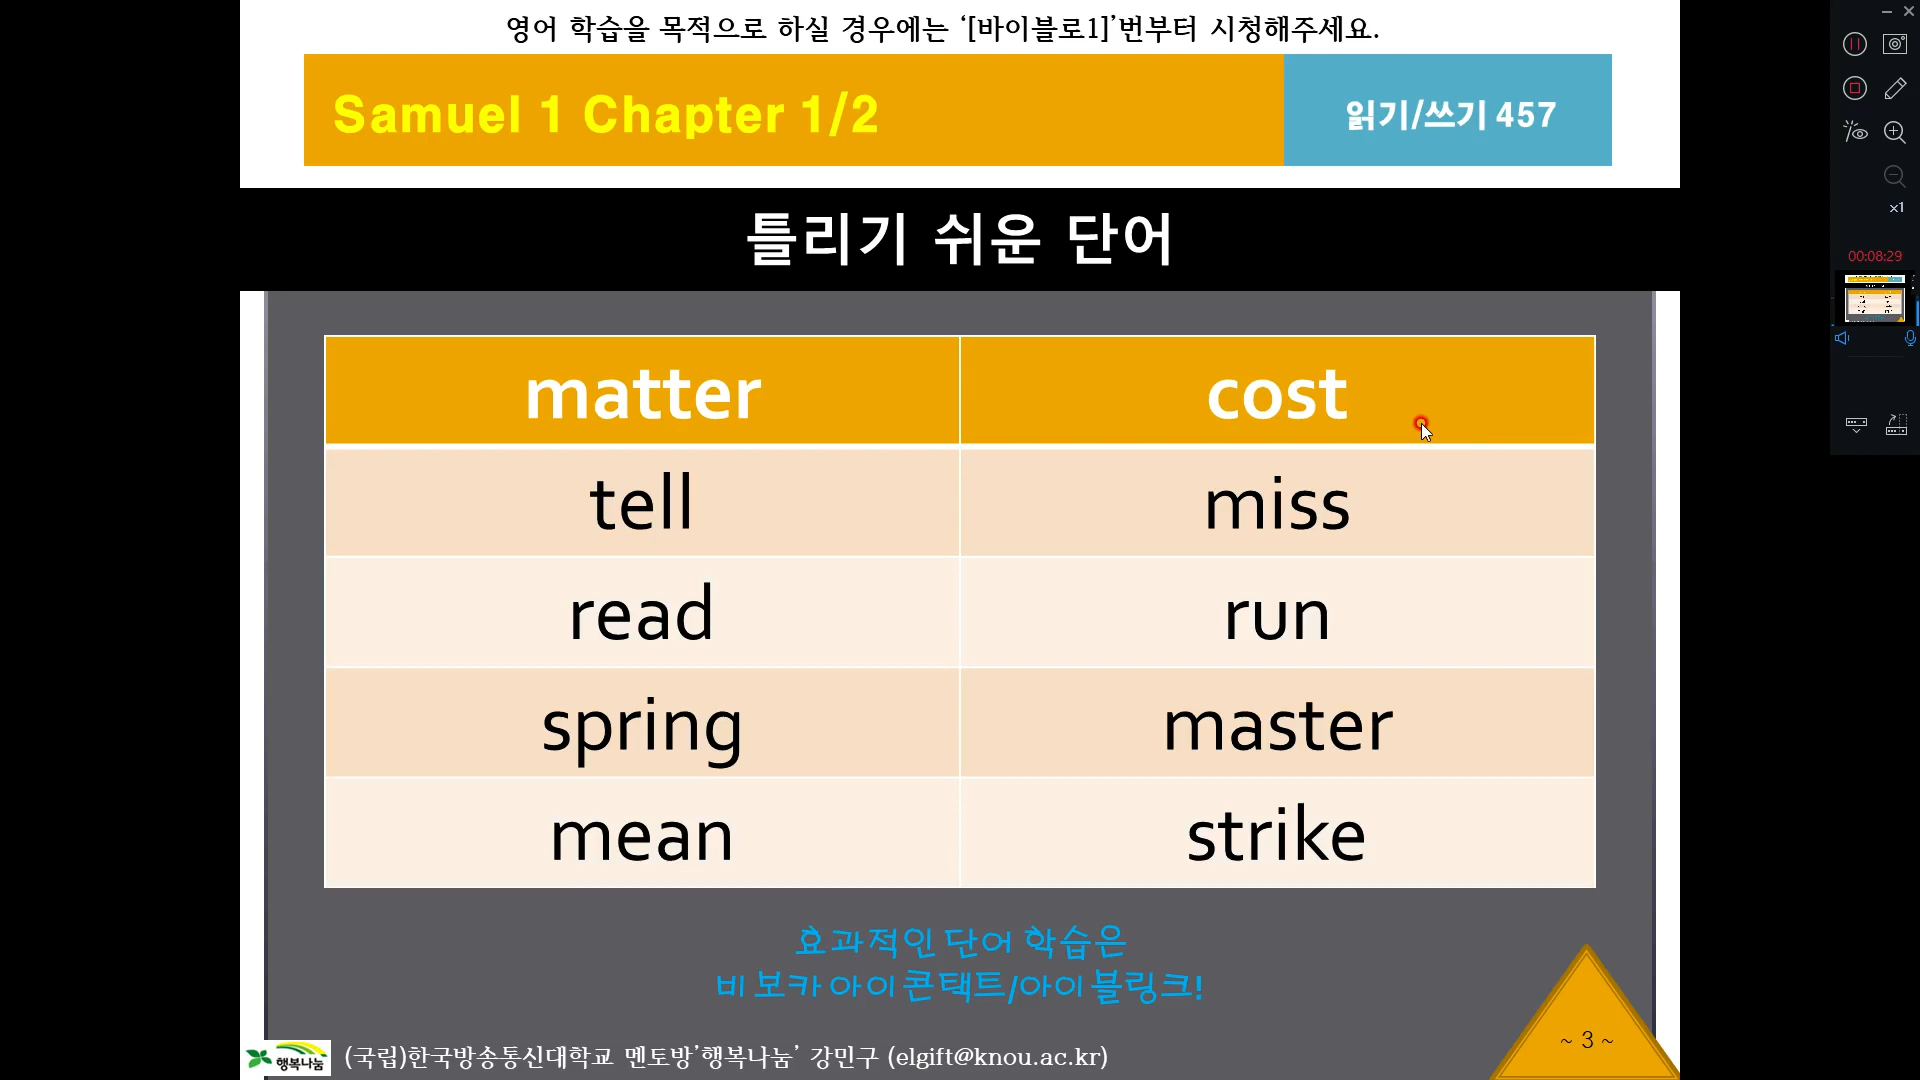 영어 학습을 목적으로 하실 경우에는 ‘[바이블로1]’번부터 시청해주세요.
Samuel 1 Chapter 1/2
읽기/쓰기 457
틀리기 쉬운 단어
matter cost
tell miss
read run
spring master
mean strike
효과적인 단어 학습은
비 보카 아이 콘택트/아이 블링크!
~ 3 ~
행복나눔
(국립)한국방송통신대학교 멘토방’행복나눔’ 강민구 (elgift@knou.ac.kr)
x1
00:08:29